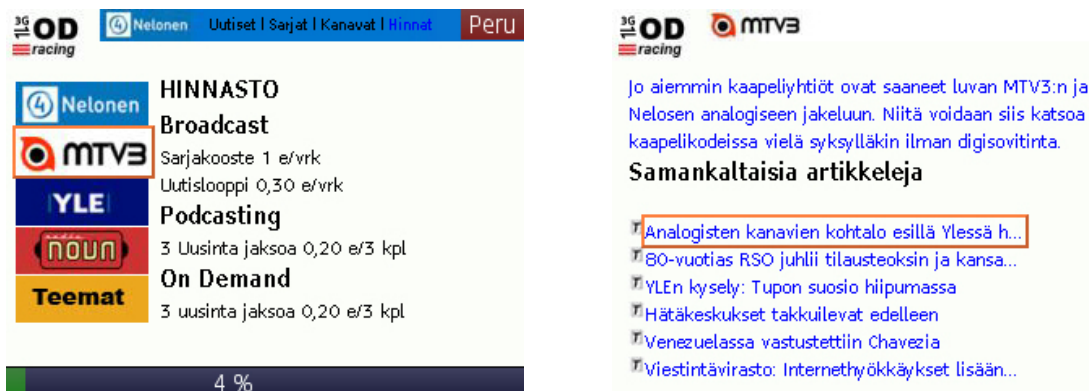 3G OD racing
4 Nelonen
Uutiset | Sarjat | Kanavat | Hinnat
Peru
4 Nelonen
MTV3
YLE
radio nova
Teemat
HINNASTO
Broadcast
Sarjakooste 1 e/vrk
Uutislooppi 0,30 e/vrk
Podcasting
3 Uusinta jaksoa 0,20 e/3 kpl
On Demand
3 uusinta jaksoa 0,20 e/3 kpl
4 %
3G OD racing
MTV3
Jo aiemmin kaapeliyhtiöt ovat saaneet luvan MTV3:n ja
Nelosen analogiseen jakeluun. Niitä voidaan siis katsoa
kaapelikodeissa vielä syksylläkin ilman digisovitinta.
Samankaltaisia artikkeleja
Analogisten kanavien kohtalo esillä Ylessä h...
80-vuotias RSO juhlii tilausteoksin ja kansa...
YLEn kysely: Tupon suosio hiipumassa
Hätäkeskukset takkuilevat edelleen
Venezuelassa vastustettiin Chavezia
Viestintävirasto: Internethyökkäykset lisään...